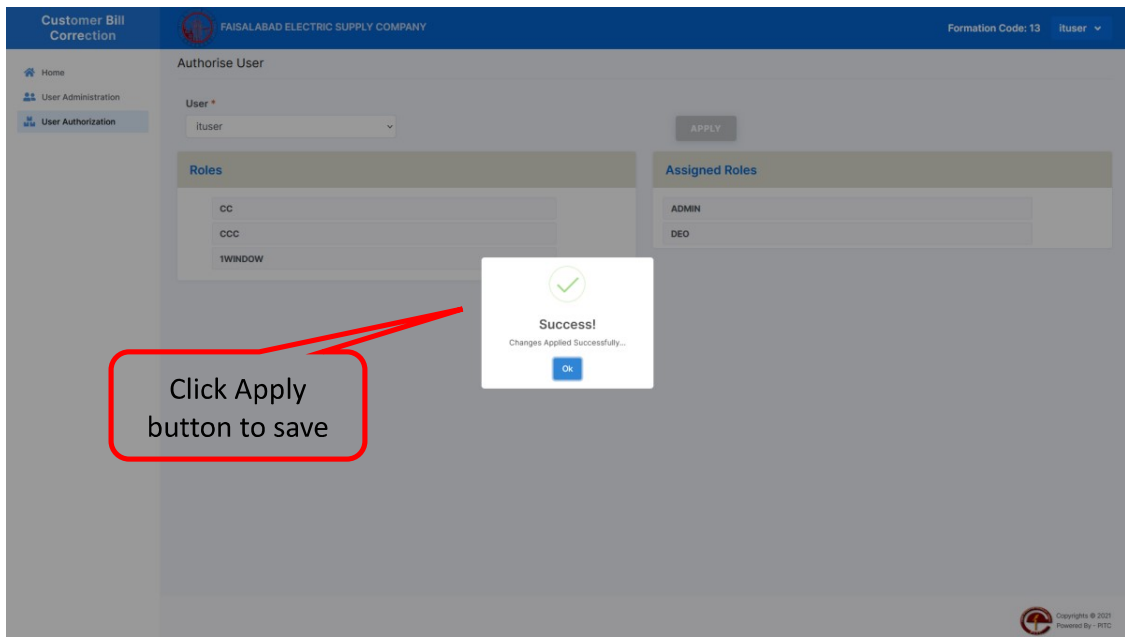 Customer Bill
Correction
FAISALABAD ELECTRIC SUPPLY COMPANY
Formation Code: 13
ituser
Home
User Administration
User Authorization
Authorise User
User *
ituser
APPLY
Roles
Assigned Roles
CC
CCC
1WINDOW
ADMIN
DEO
Success!
Changes Applied Successfully...
Ok
Click Apply
button to save
Copyrights © 2021
Powered By - PITC